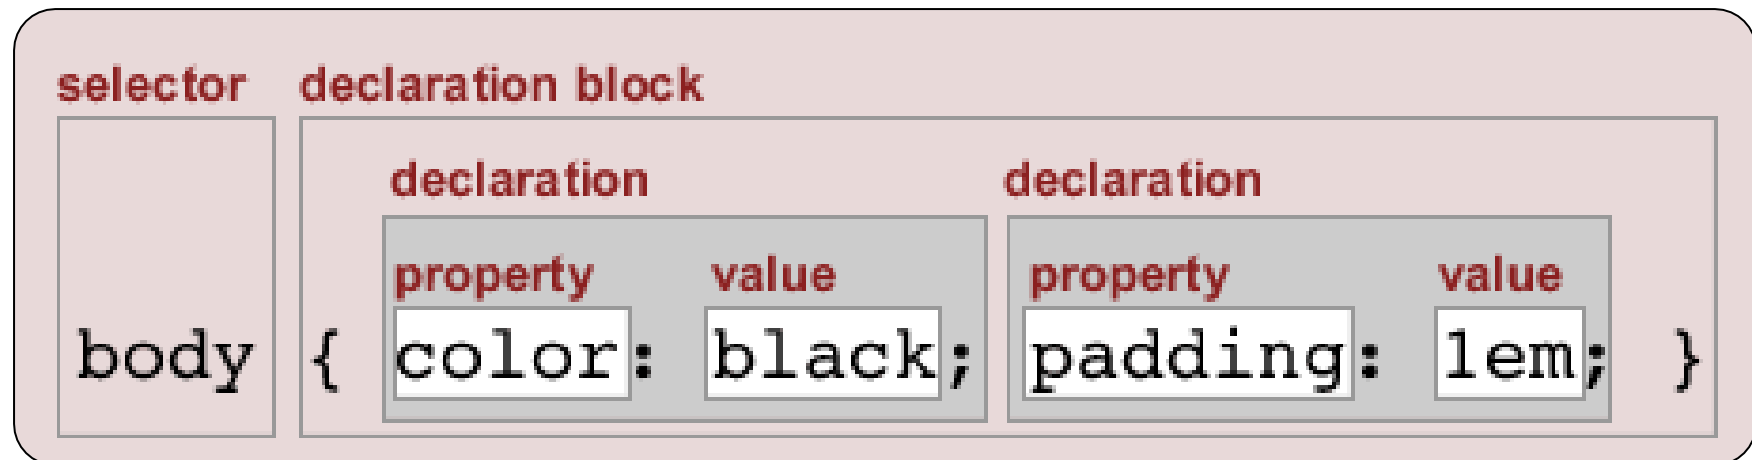 selector declaration block
declaration declaration
property value property value
body { color: black; padding: 1em; }